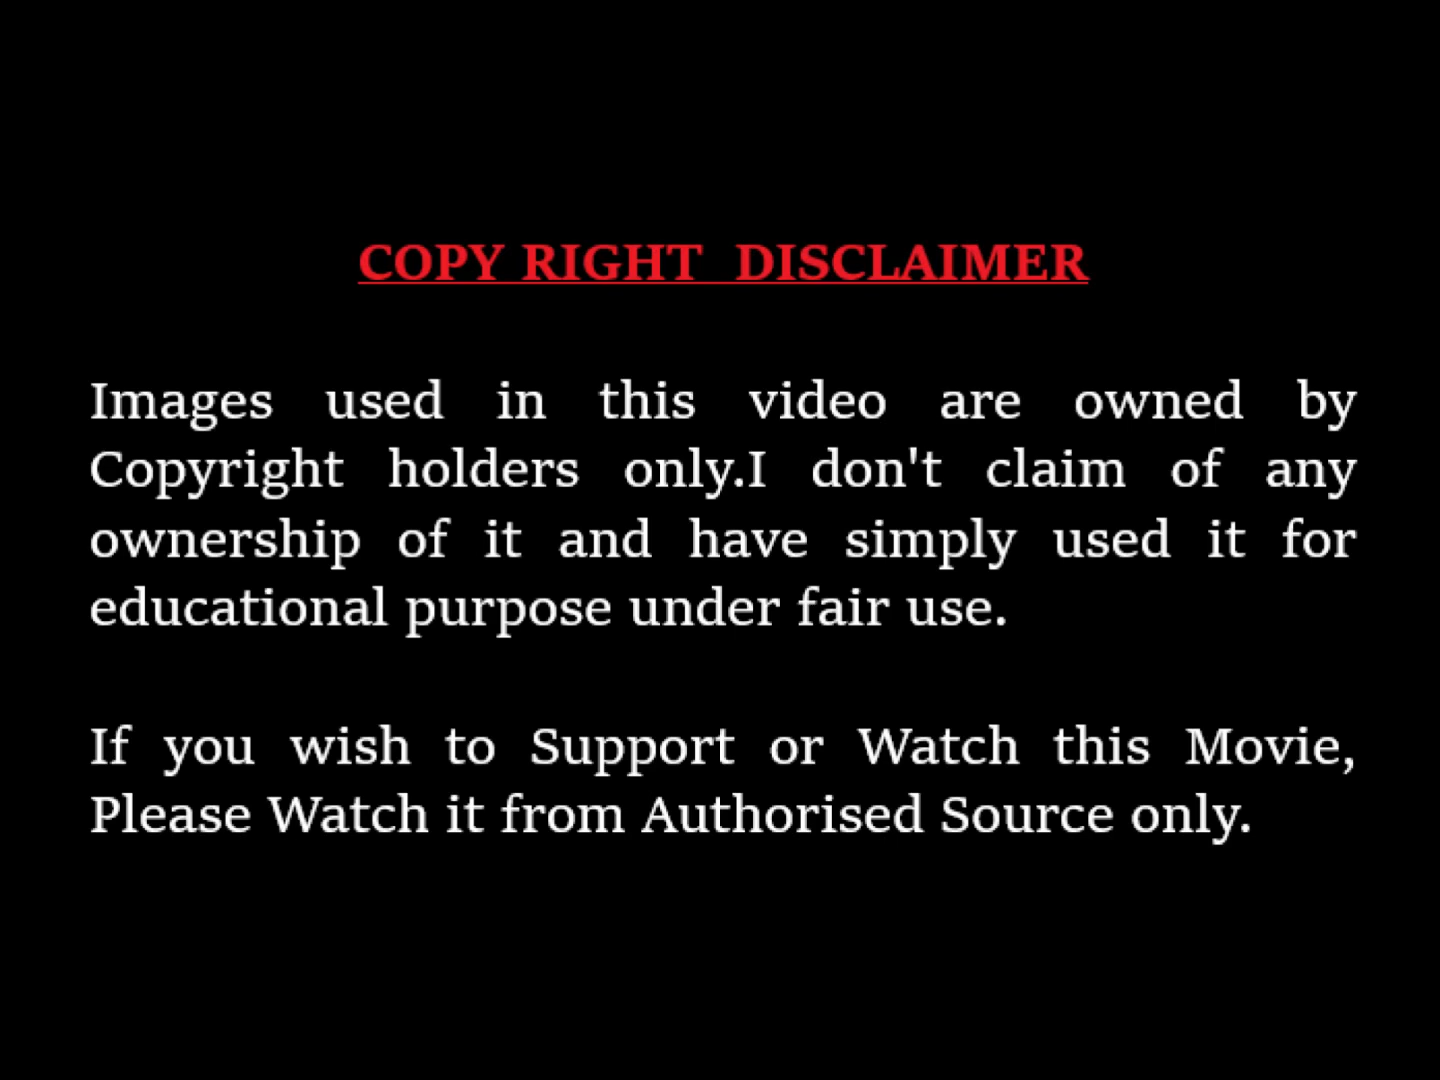 COPY RIGHT  DISCLAIMER
Images used in this video are owned by
Copyright holders only.I don't claim of any
ownership of it and have simply used it for
educational purpose under fair use.
If you wish to Support or Watch this Movie,
Please Watch it from Authorised Source only.